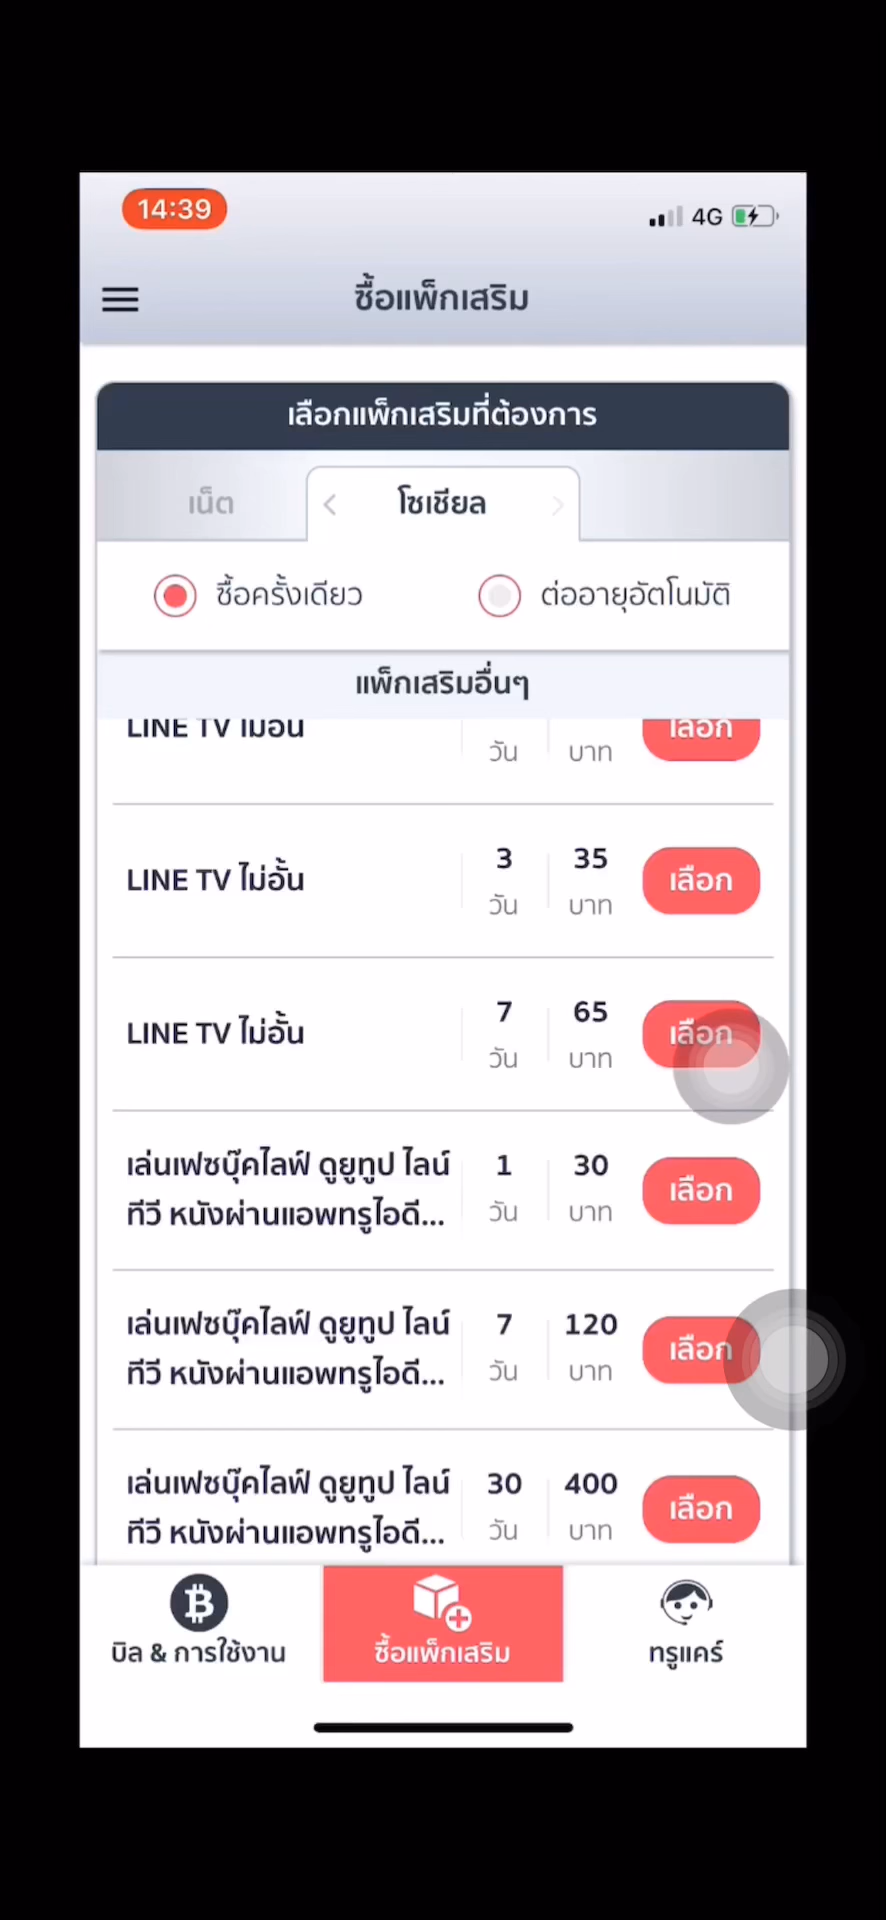 14:39
4G
ซื้อแพ็กเสริม
เลือกแพ็กเสริมที่ต้องการ
เน็ต
โซเชียล
ซื้อครั้งเดียว
ต่ออายุอัตโนมัติ
แพ็กเสริมอื่นๆ
LINE TV ไม่อั้น
วัน
บาท
เลือก
LINE TV ไม่อั้น
3
วัน
35
บาท
เลือก
LINE TV ไม่อั้น
7
วัน
65
บาท
เลือก
เล่นเฟซบุ๊คไลฟ์ ดูยูทูป ไลน์
ทีวี หนังผ่านแอพทรูไอดี...
1
วัน
30
บาท
เลือก
เล่นเฟซบุ๊คไลฟ์ ดูยูทูป ไลน์
ทีวี หนังผ่านแอพทรูไอดี...
7
วัน
120
บาท
เลือก
เล่นเฟซบุ๊คไลฟ์ ดูยูทูป ไลน์
ทีวี หนังผ่านแอพทรูไอดี...
30
วัน
400
บาท
เลือก
บิล & การใช้งาน
ซื้อแพ็กเสริม
ทรูแคร์